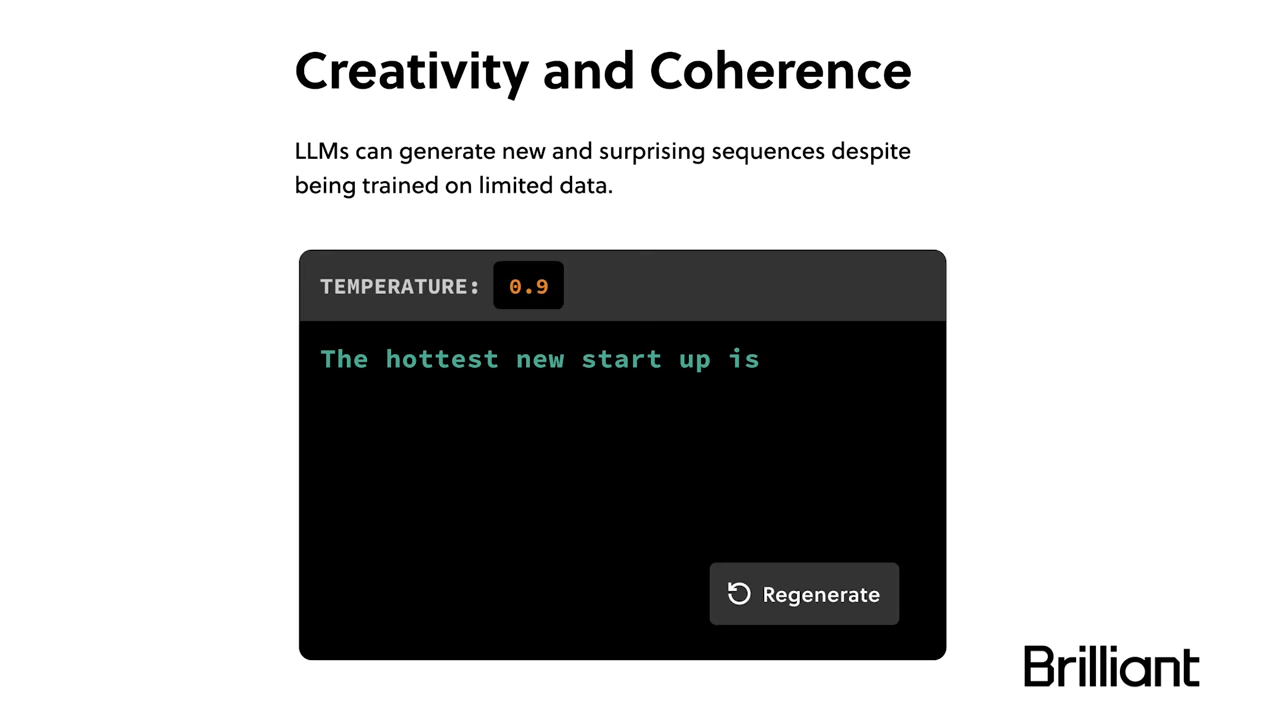 Creativity and Coherence
LLMs can generate new and surprising sequences despite
being trained on limited data.
TEMPERATURE: 0.9
The hottest new start up is
Regenerate
Brilliant